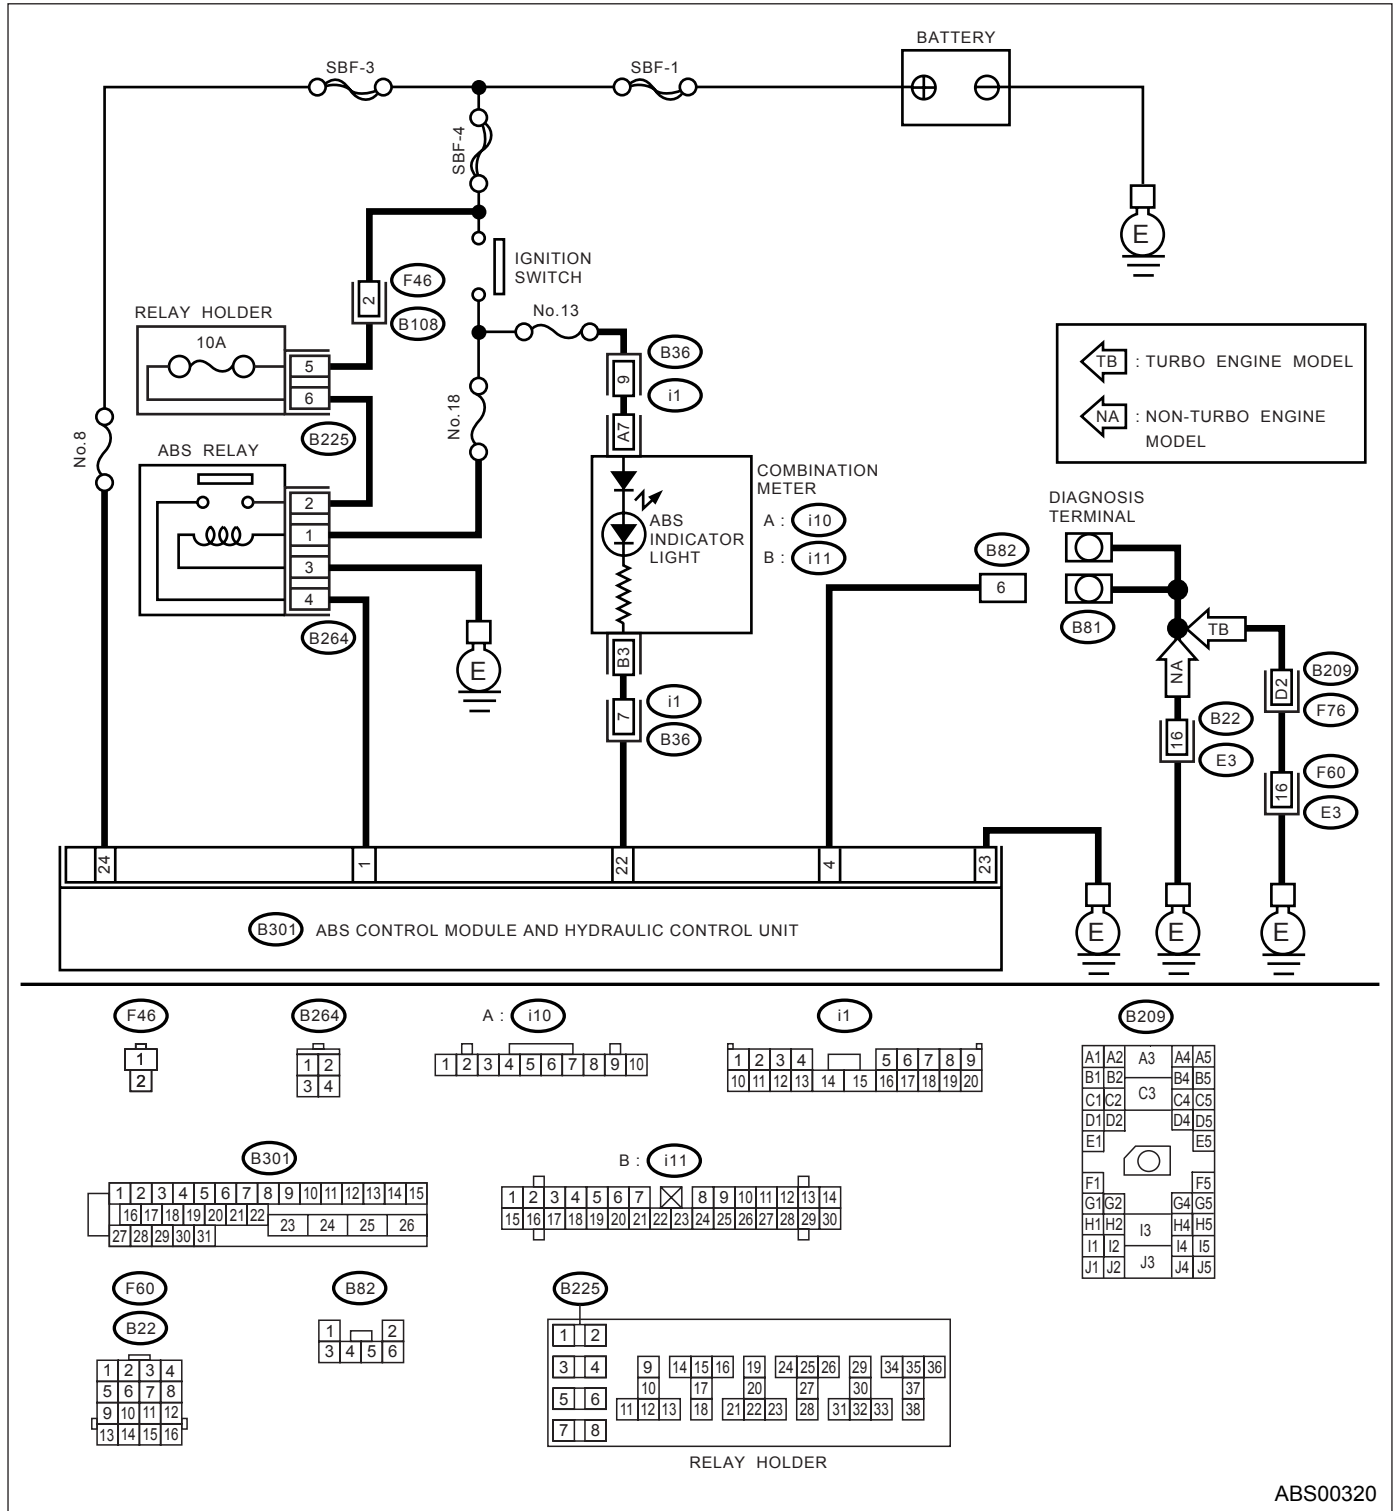 BATTERY
SBF-3
SBF-1
SBF-4
E
IGNITION
SWITCH
F46
2
B108
RELAY HOLDER
10A
5
6
B225
No.13
B36
9
i1
A7
No.18
No.8
ABS RELAY
2
1
3
4
B264
E
ABS
INDICATOR
LIGHT
COMBINATION
METER
A : i10
B : i11
B3
i1
7
B36
TB : TURBO ENGINE MODEL
NA : NON-TURBO ENGINE
MODEL
DIAGNOSIS
TERMINAL
B82
6
B81
TB
NA
B209
D2
F76
B22
16
E3
F60
16
E3
24
1
22
4
23
B301 ABS CONTROL MODULE AND HYDRAULIC CONTROL UNIT
E
E
E
F46
1
2
B264
1 2
3 4
A : i10
1 2 3 4 5 6 7 8 9 10
i1
1 2 3 4 5 6 7 8 9
10 11 12 13 14 15 16 17 18 19 20
B209
A1 A2 A3 A4 A5
B1 B2 B4 B5
C1 C2 C3 C4 C5
D1 D2 D4 D5
E1 E5
F1 F5
G1 G2 G4 G5
H1 H2 I3 H4 H5
I1 I2 I4 I5
J1 J2 J3 J4 J5
B301
1 2 3 4 5 6 7 8 9 10 11 12 13 14 15
16 17 18 19 20 21 22
23 24 25 26
27 28 29 30 31
B : i11
1 2 3 4 5 6 7 8 9 10 11 12 13 14
15 16 17 18 19 20 21 22 23 24 25 26 27 28 29 30
F60
B22
1 2 3 4
5 6 7 8
9 10 11 12
13 14 15 16
B82
1 2
3 4 5 6
B225
1 2
3 4 9 14 15 16 19 24 25 26 29 34 35 36
10 17 20 27 30 37
5 6 11 12 13 18 21 22 23 28 31 32 33 38
7 8
RELAY HOLDER
ABS00320